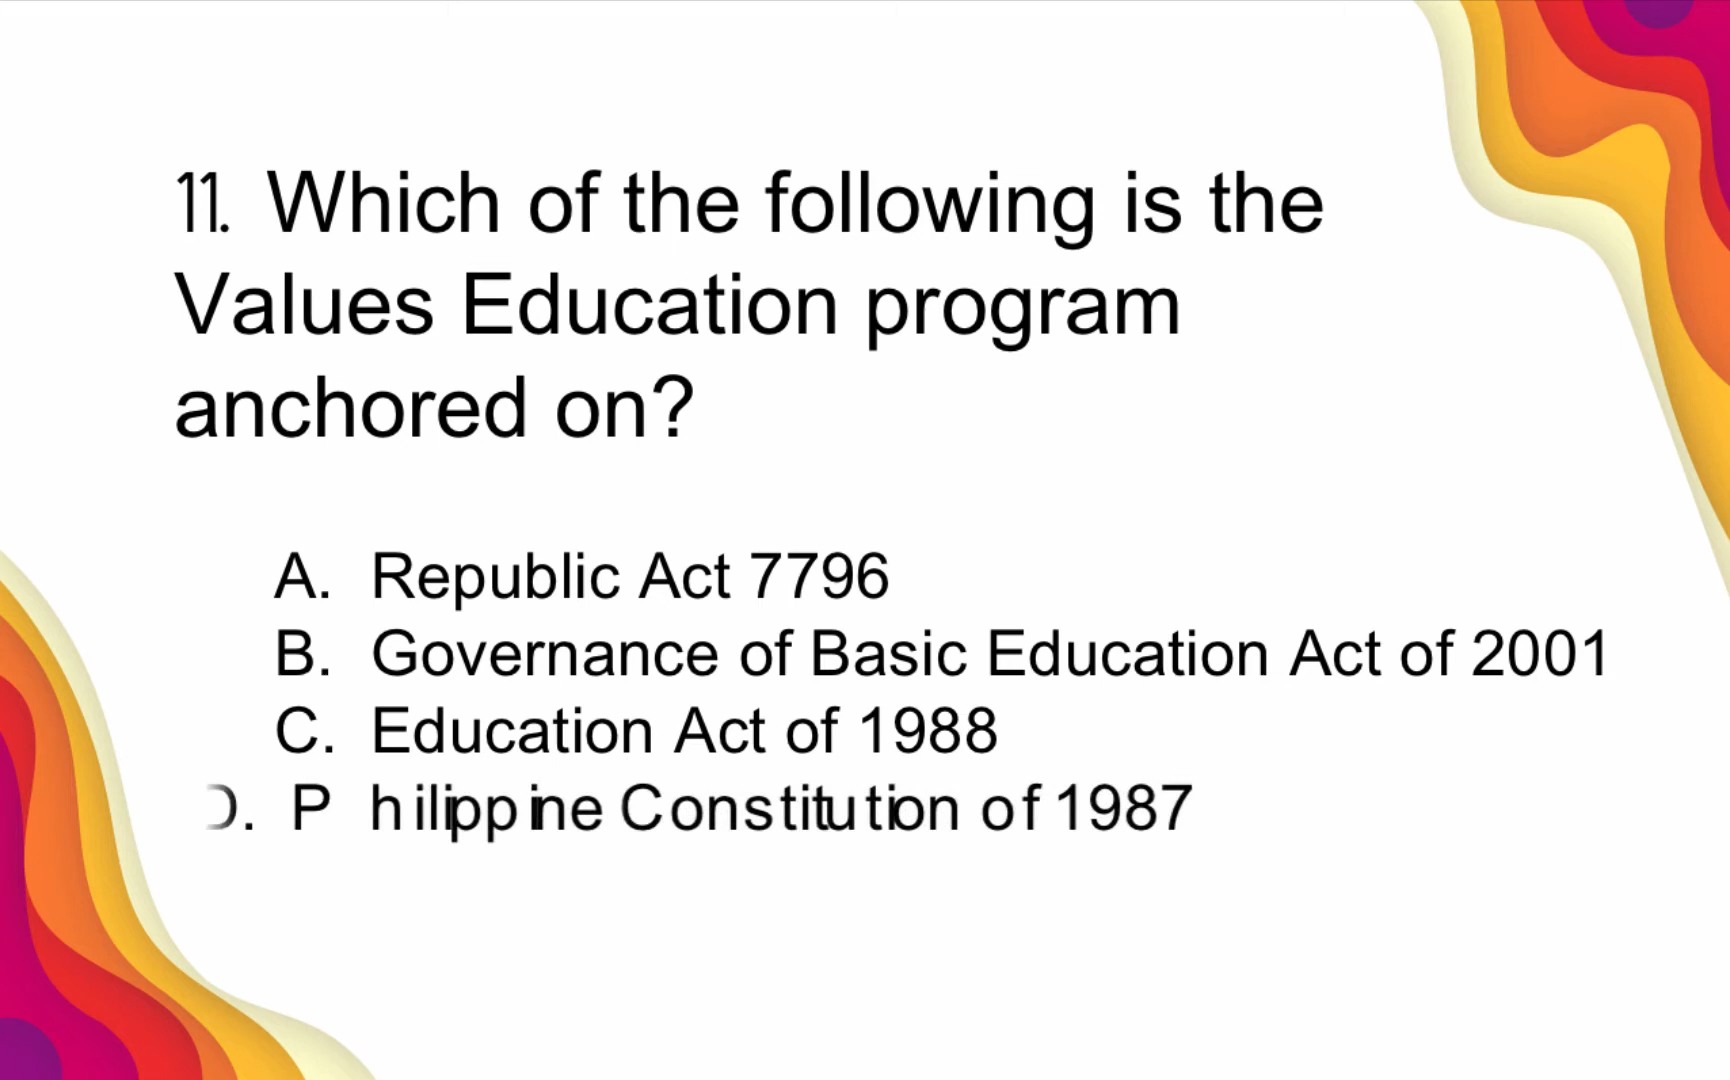 11. Which of the following is the
Values Education program
anchored on?
A. Republic Act 7796
B. Governance of Basic Education Act of 2001
C. Education Act of 1988
D. Philippine Constitution of 1987